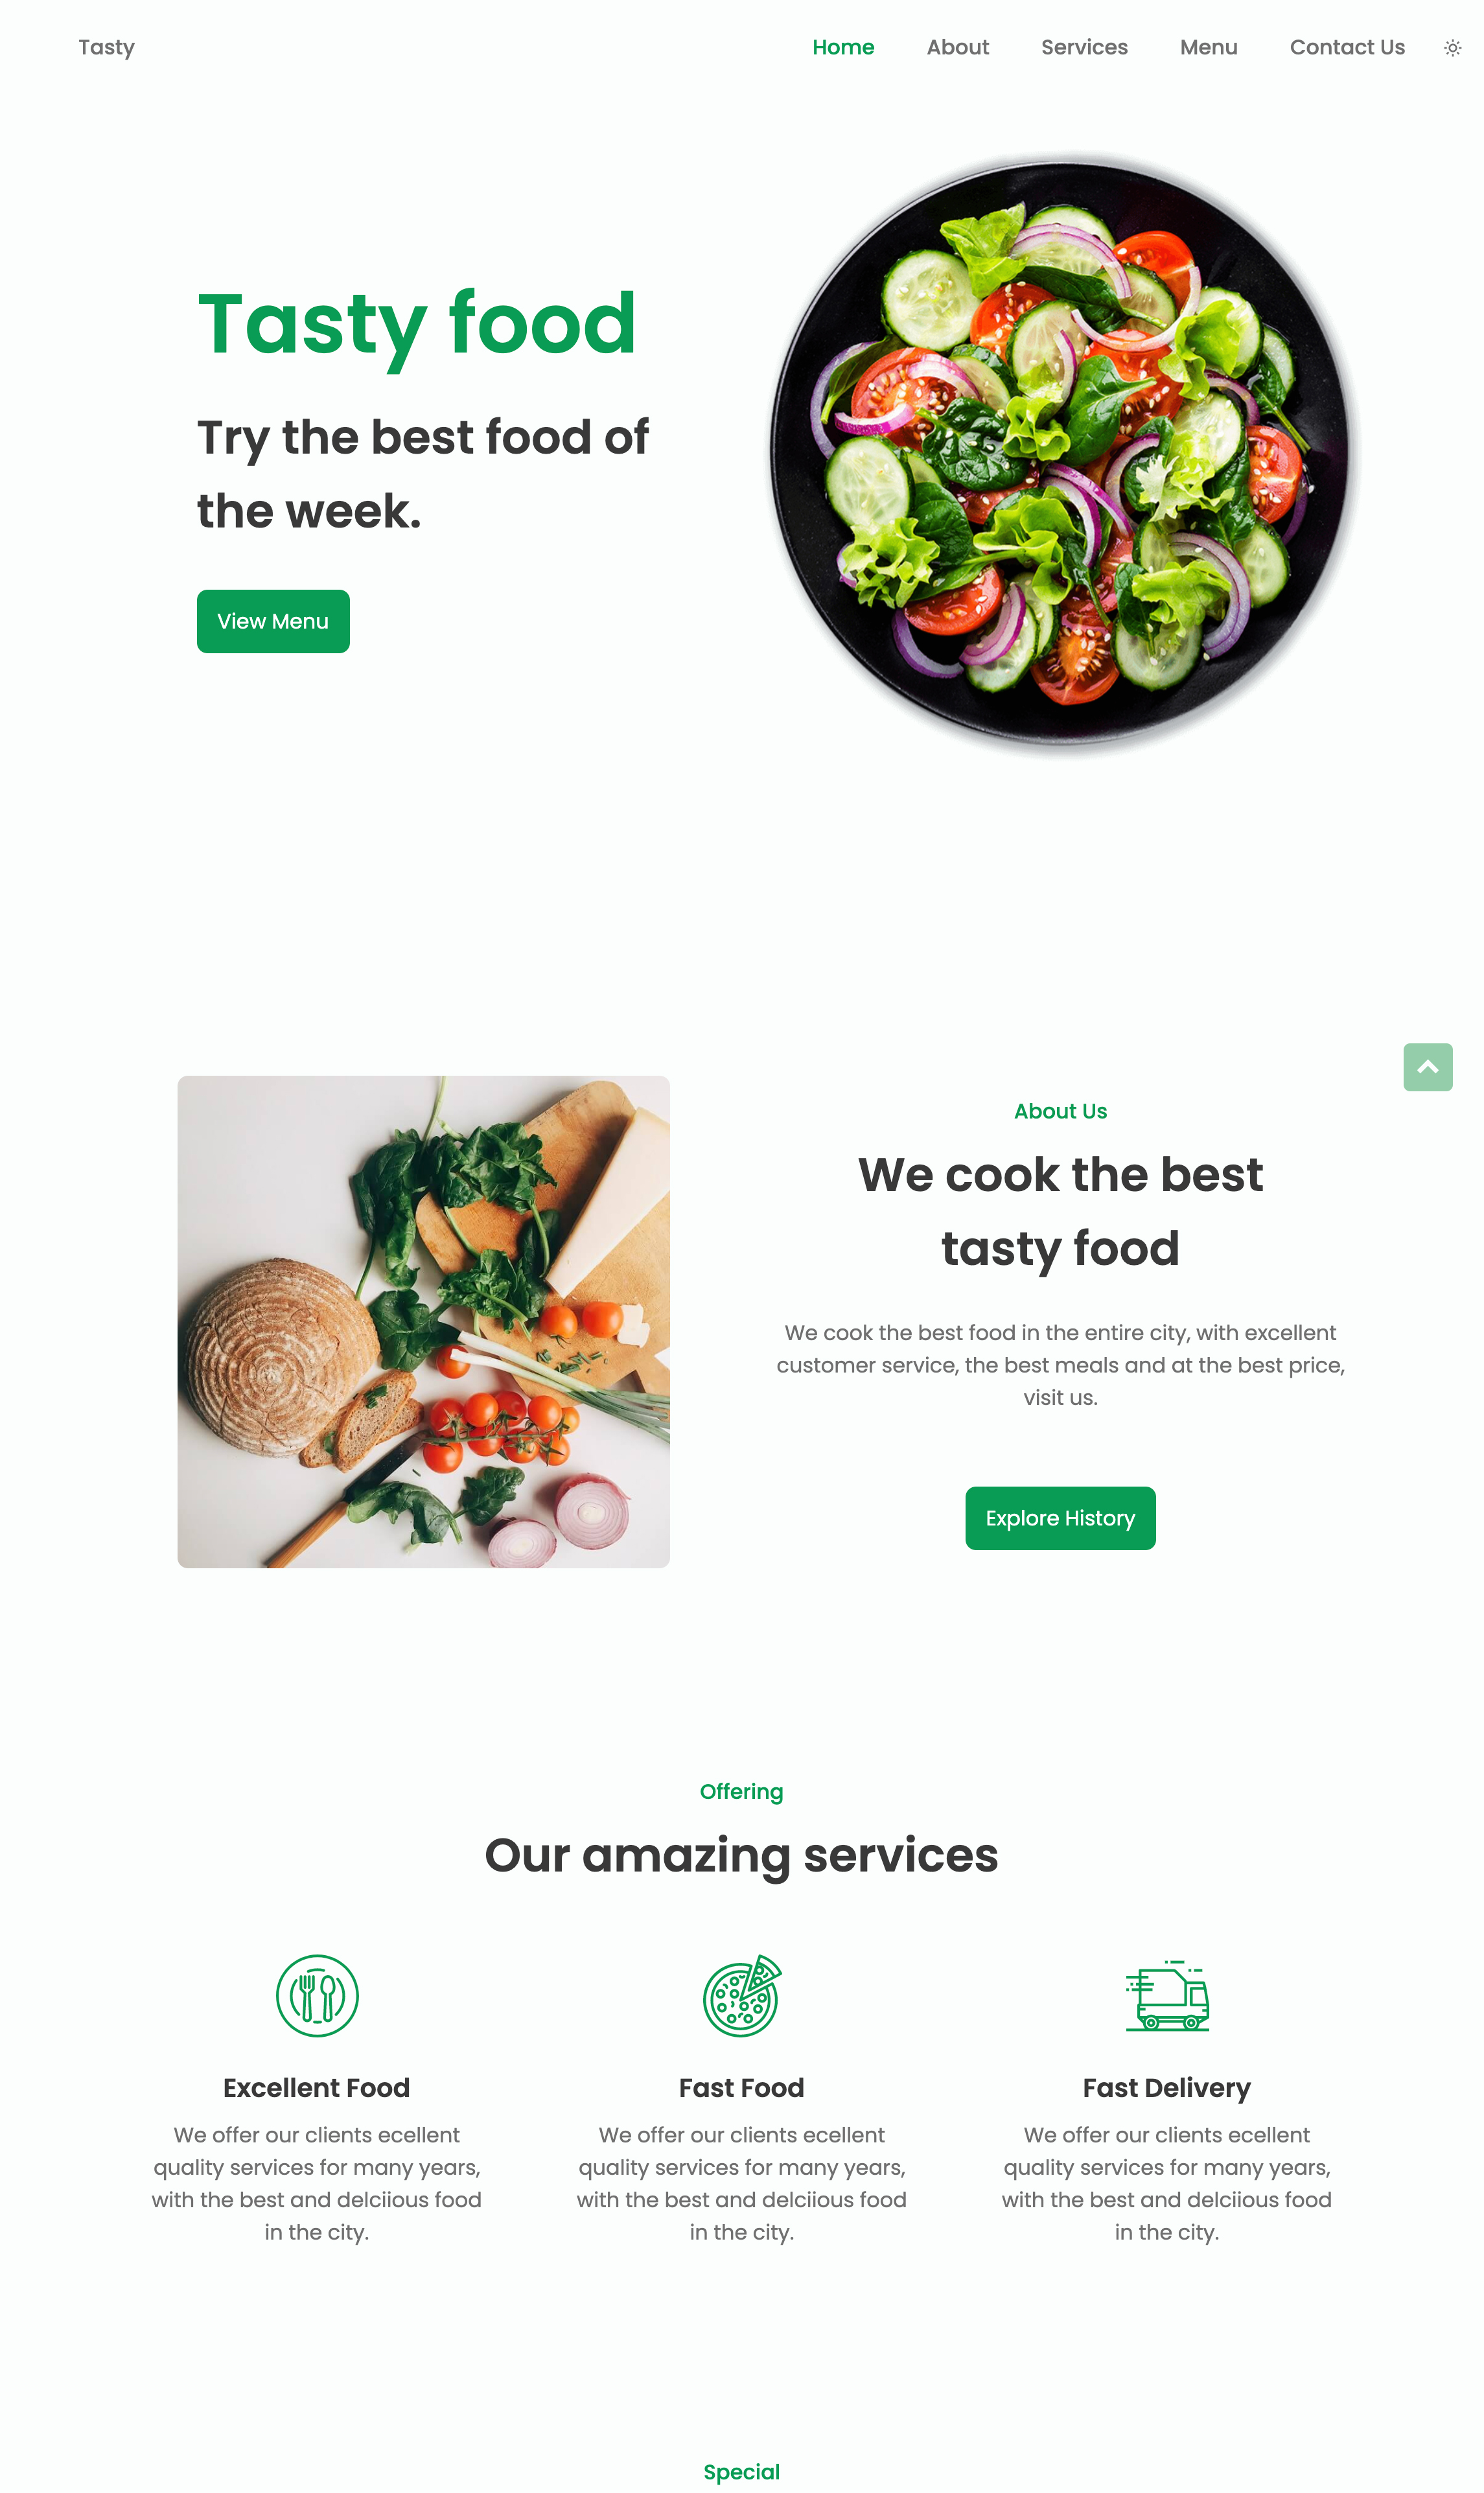 Tasty
Home
About
Services
Menu
Contact Us
Tasty food
Try the best food of
the week.
View Menu
About Us
We cook the best
tasty food
We cook the best food in the entire city, with excellent
customer service, the best meals and at the best price,
visit us.
Explore History
Offering
Our amazing services
Excellent Food
We offer our clients ecellent
quality services for many years,
with the best and delciious food
in the city.
Fast Food
We offer our clients ecellent
quality services for many years,
with the best and delciious food
in the city.
Fast Delivery
We offer our clients ecellent
quality services for many years,
with the best and delciious food
in the city.
Special